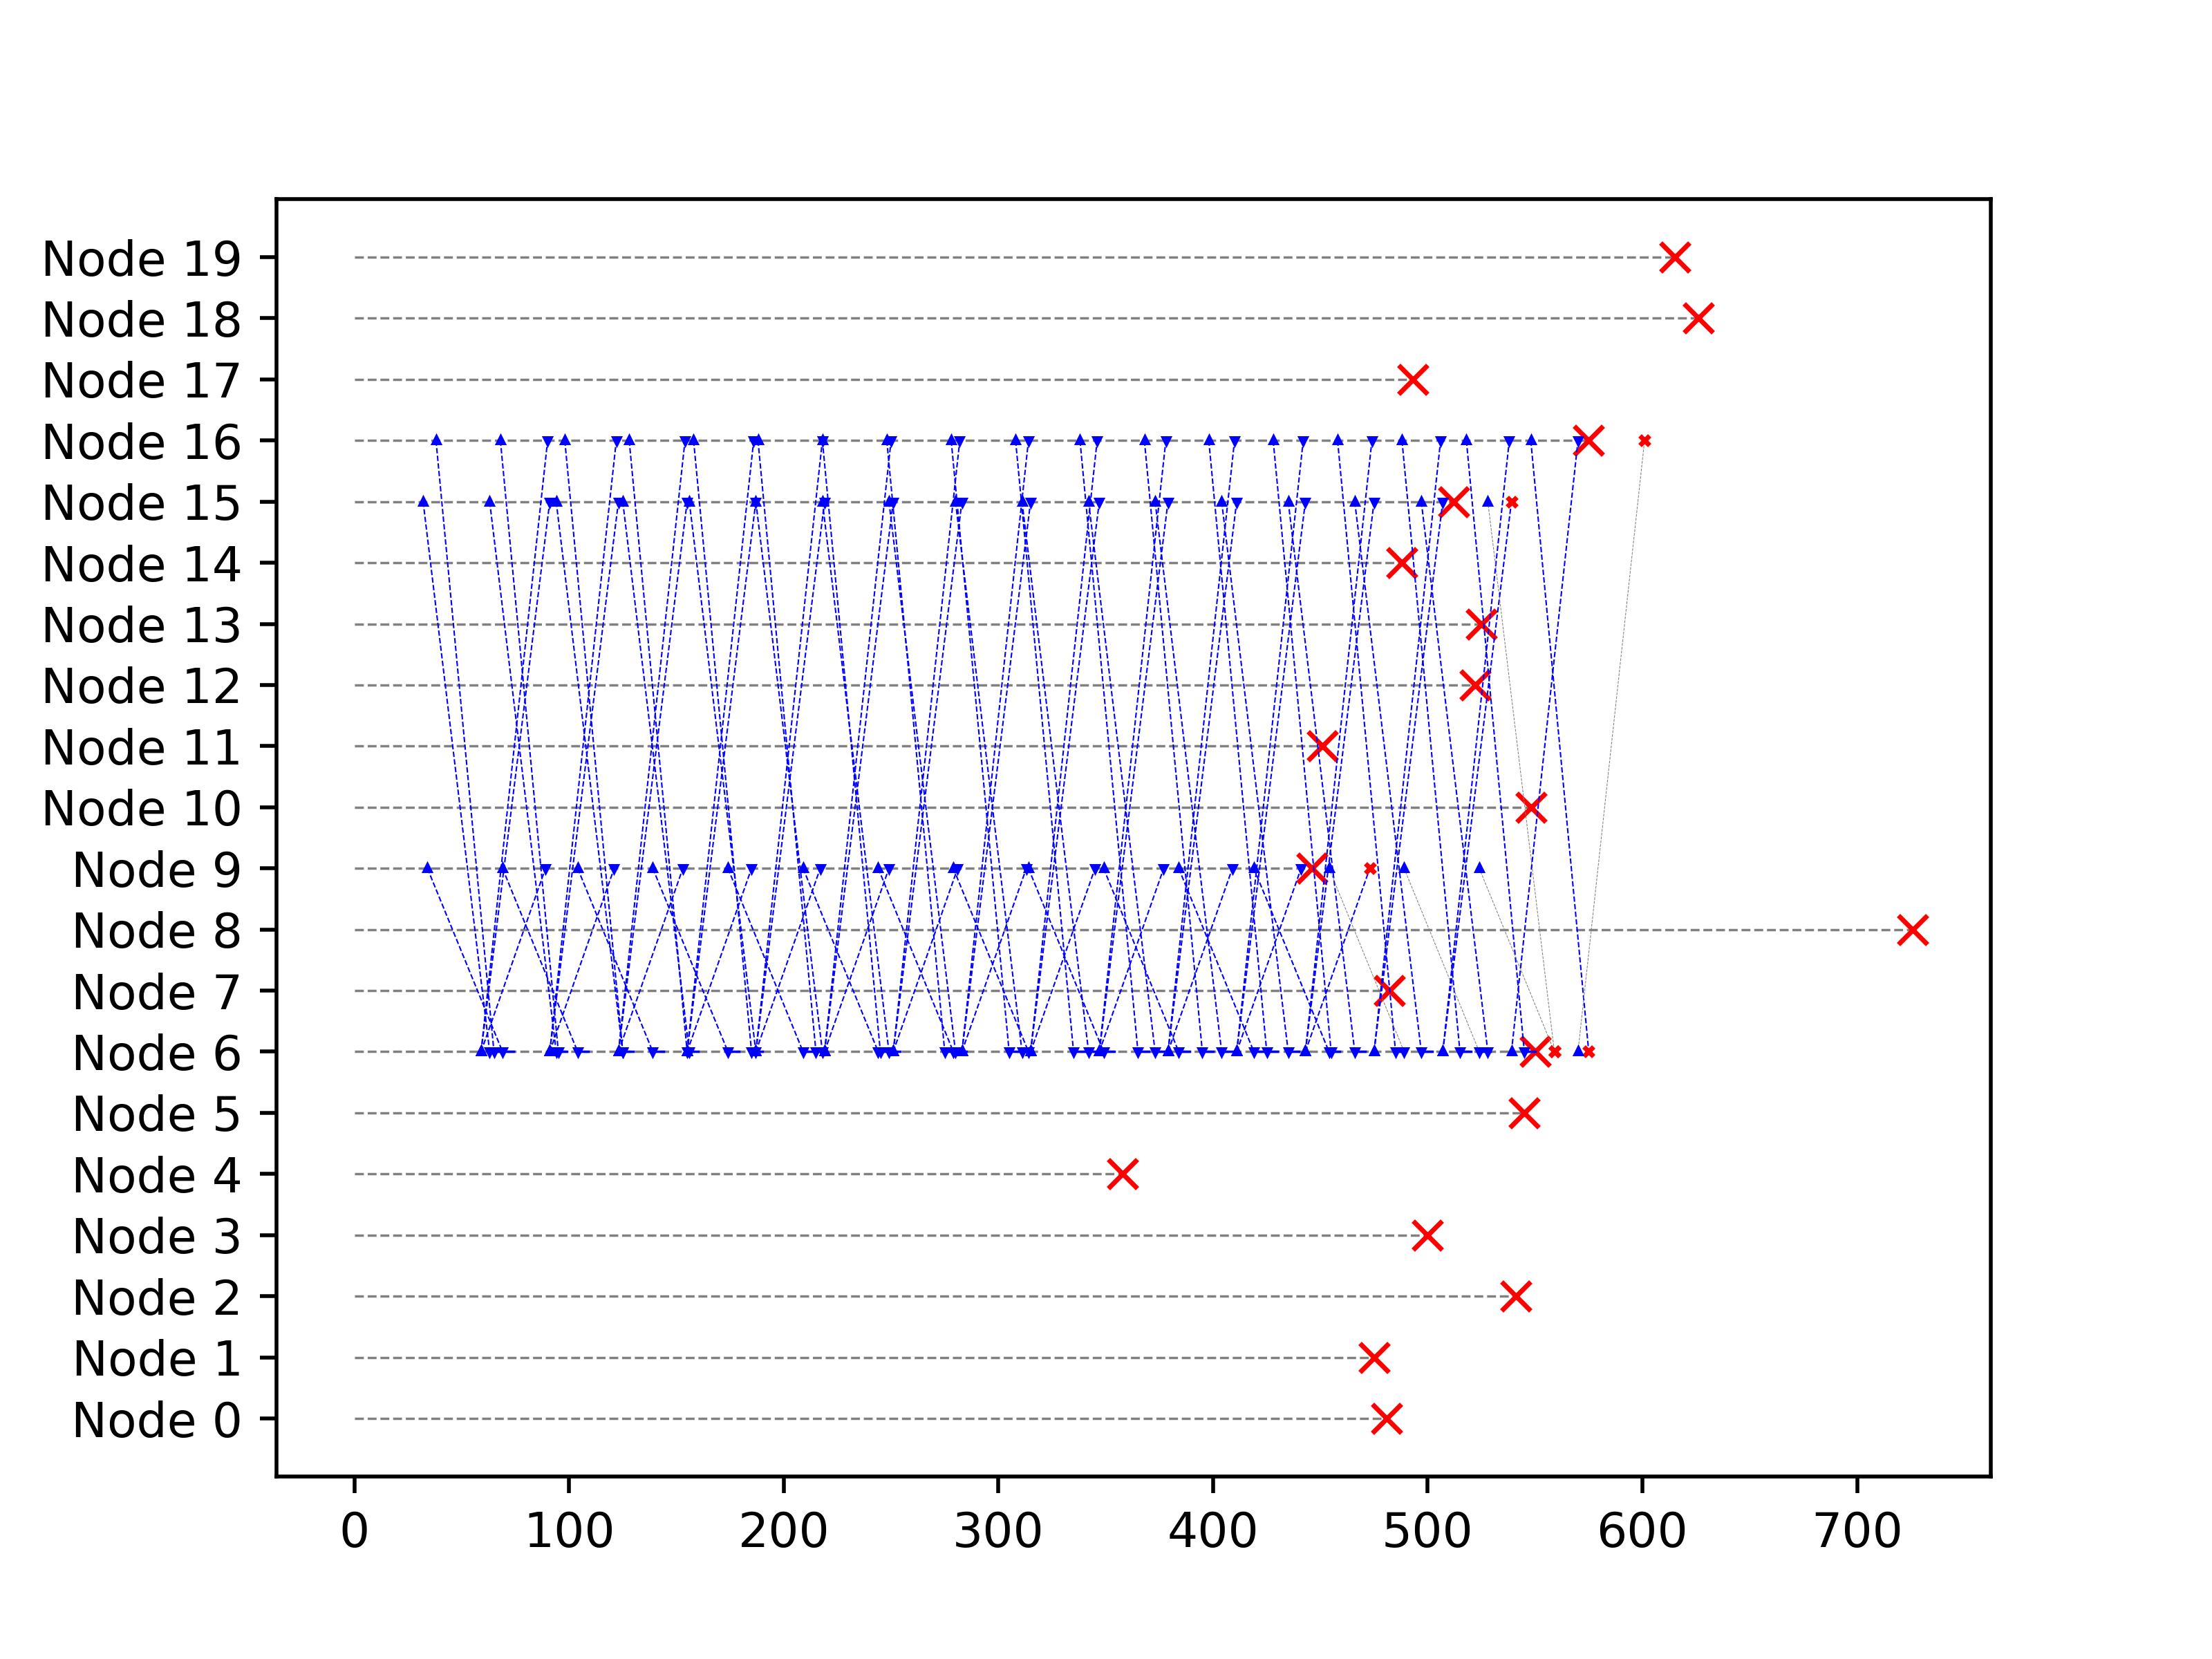 Node 19
Node 18
Node 17
Node 16
Node 15
Node 14
Node 13
Node 12
Node 11
Node 10
Node 9
Node 8
Node 7
Node 6
Node 5
Node 4
Node 3
Node 2
Node 1
Node 0
0 100 200 300 400 500 600 700